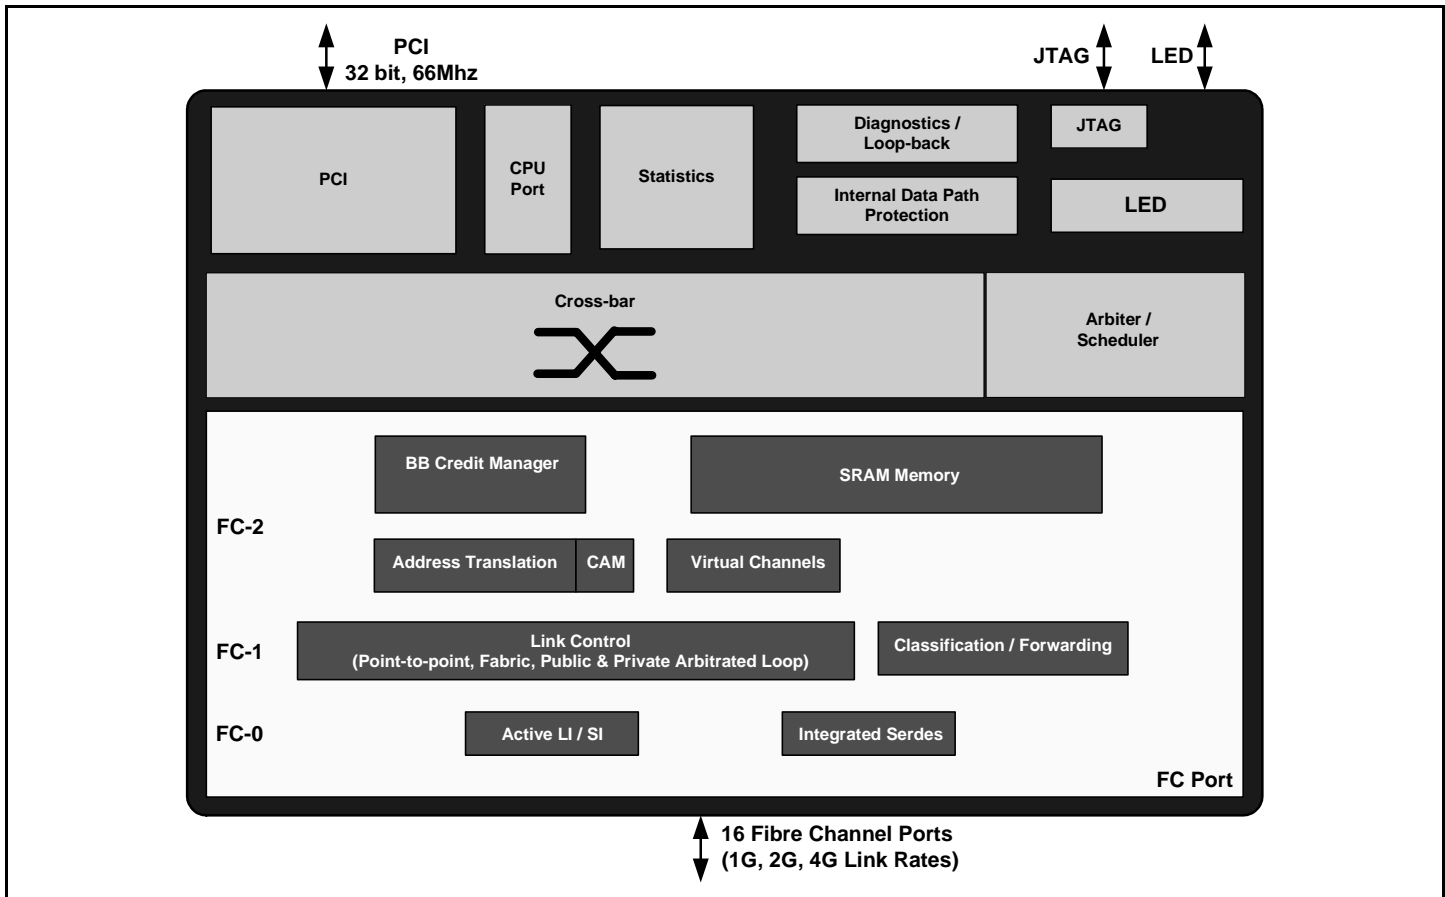 PCI
32 bit, 66Mhz
JTAG
LED
PCI
CPU
Port
Statistics
Diagnostics /
Loop-back
Internal Data Path
Protection
JTAG
LED
Cross-bar
Arbiter /
Scheduler
BB Credit Manager
SRAM Memory
FC-2
Address Translation
CAM
Virtual Channels
FC-1
Link Control
(Point-to-point, Fabric, Public & Private Arbitrated Loop)
Classification / Forwarding
FC-0
Active LI / SI
Integrated Serdes
FC Port
16 Fibre Channel Ports
(1G, 2G, 4G Link Rates)